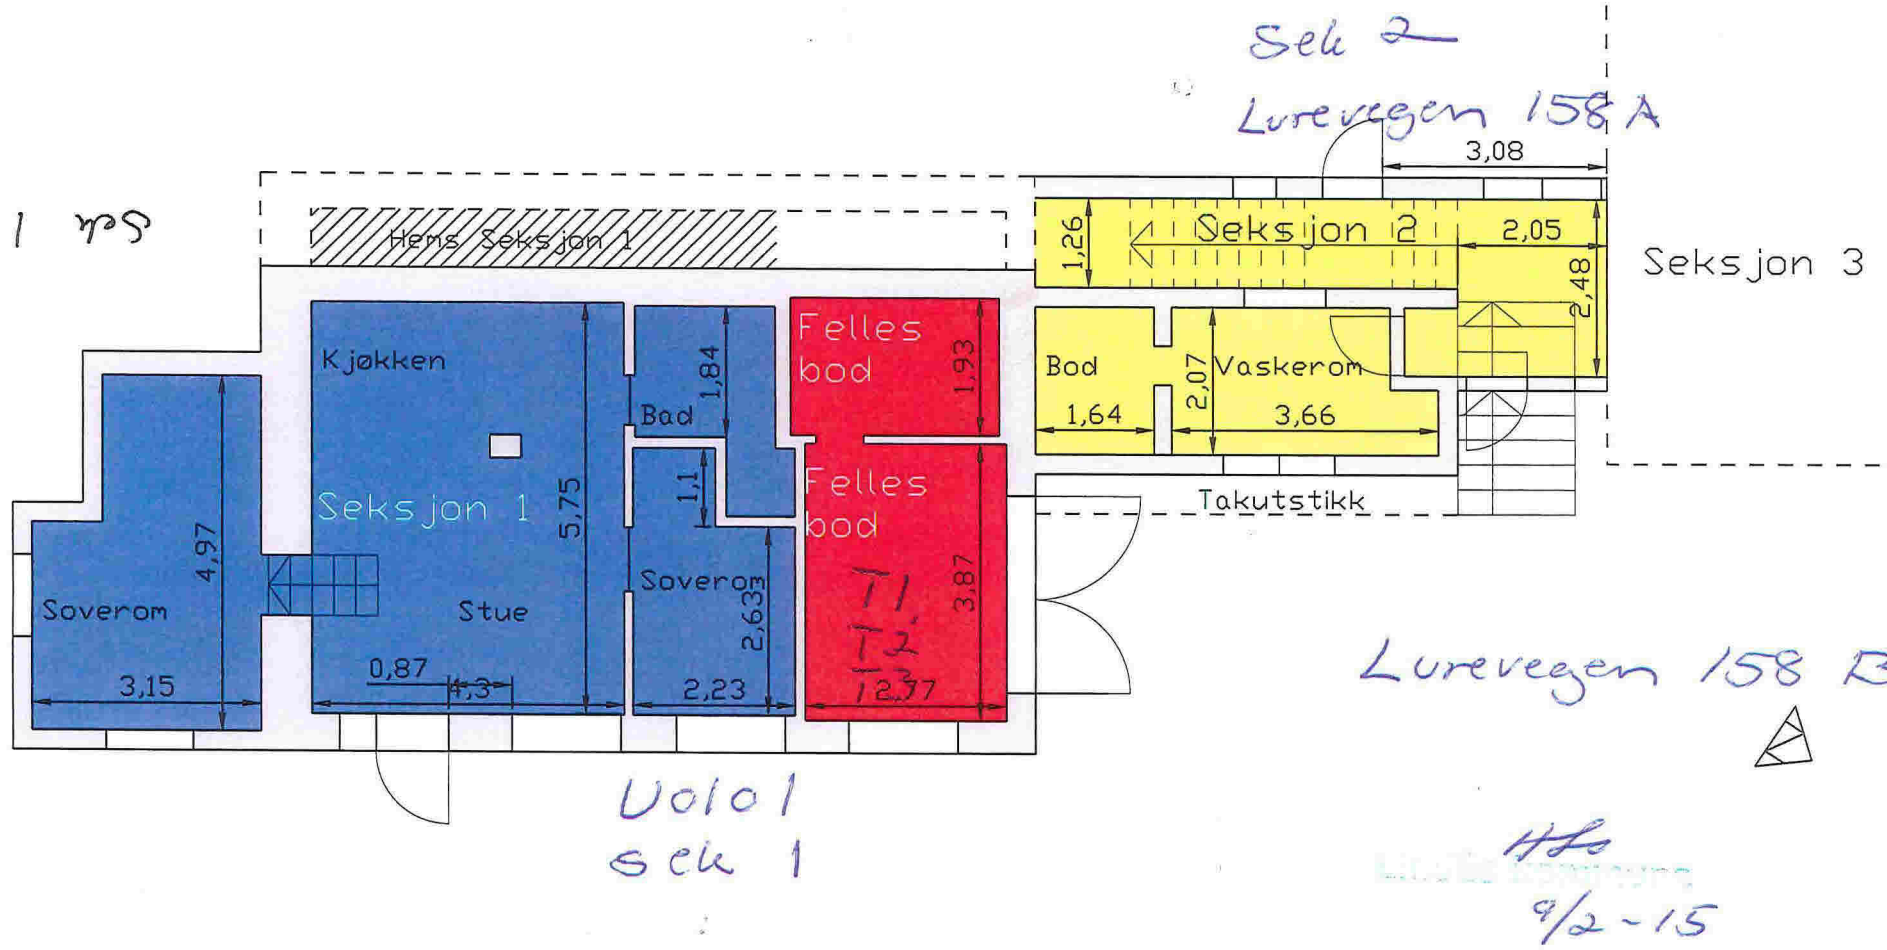 Sek 2
Lurevegen 158 A
3,08
Sek 1
Hems Seksjon 1
1,26
Seksjon 2
2,05
2,48
Seksjon 3
Kjøkken
1,84
Bad
Felles
bod
1,93
Bod
1,64
2,07
Vaskerom
3,66
Seksjon 1
5,75
1,1
Felles
bod
Takutstikk
4,97
Soverom
3,15
Stue
0,87
4,3
Soverom
2,63
2,23
3,87
T1
T2
T3
2,77
Lurevegen 158 B
U0101
sek 1
9/2-15